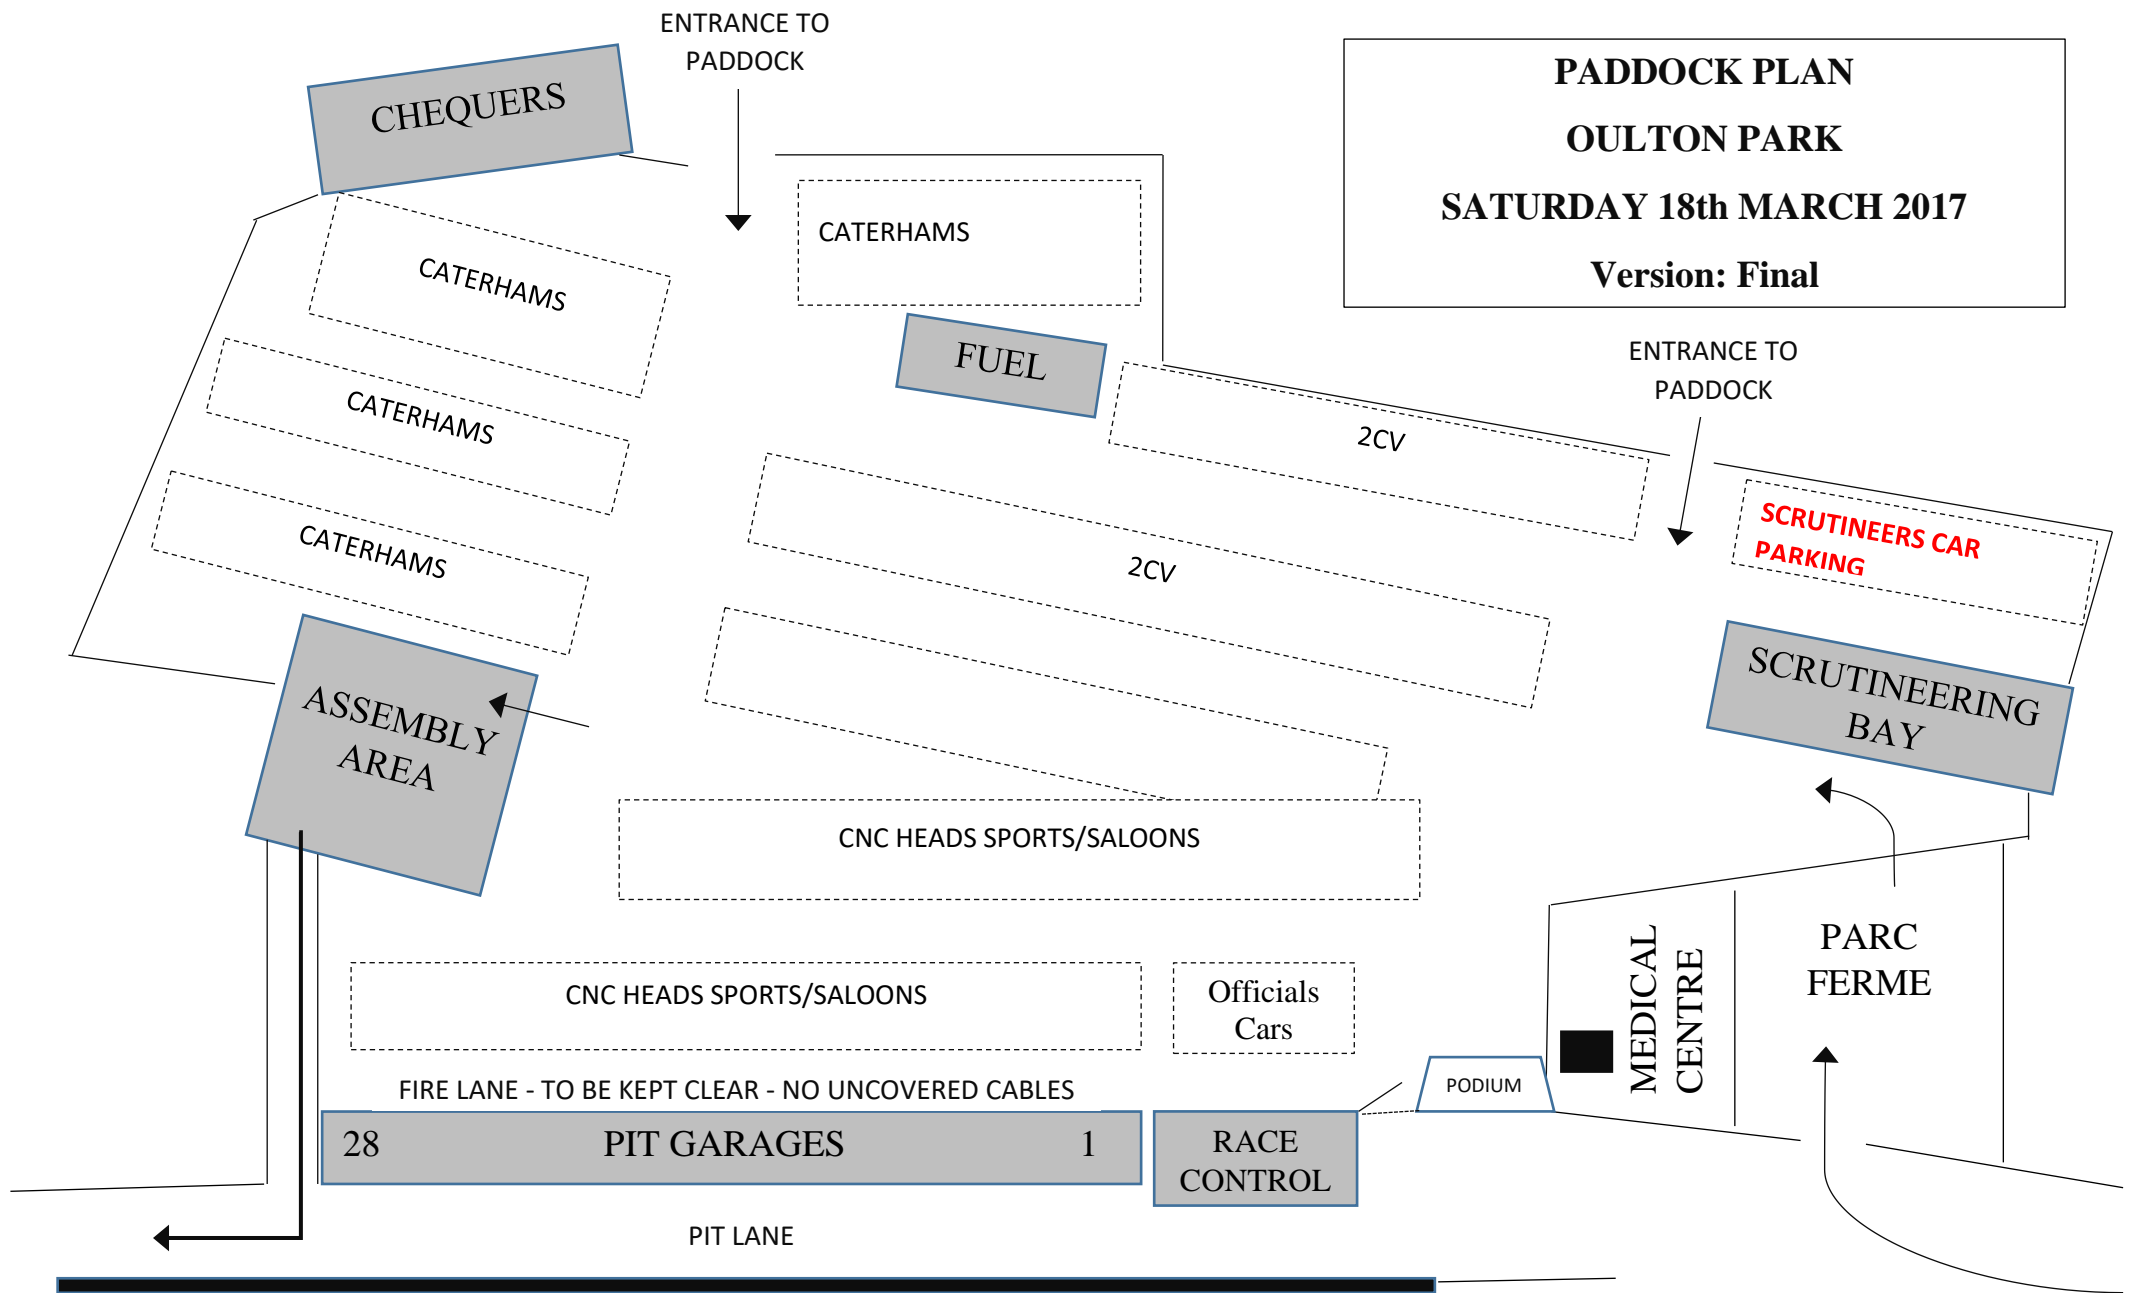 ENTRANCE TO
PADDOCK
PADDOCK PLAN
OULTON PARK
SATURDAY 18th MARCH 2017
Version: Final
CHEQUERS
CATERHAMS
CATERHAMS
FUEL
ENTRANCE TO
PADDOCK
CATERHAMS
2CV
SCRUTINEERS CAR
PARKING
CATERHAMS
2CV
SCRUTINEERING
BAY
ASSEMBLY
AREA
CNC HEADS SPORTS/SALOONS
PARC
FERME
MEDICAL
CENTRE
CNC HEADS SPORTS/SALOONS
Officials
Cars
FIRE LANE - TO BE KEPT CLEAR - NO UNCOVERED CABLES
PODIUM
28 PIT GARAGES 1
RACE
CONTROL
PIT LANE